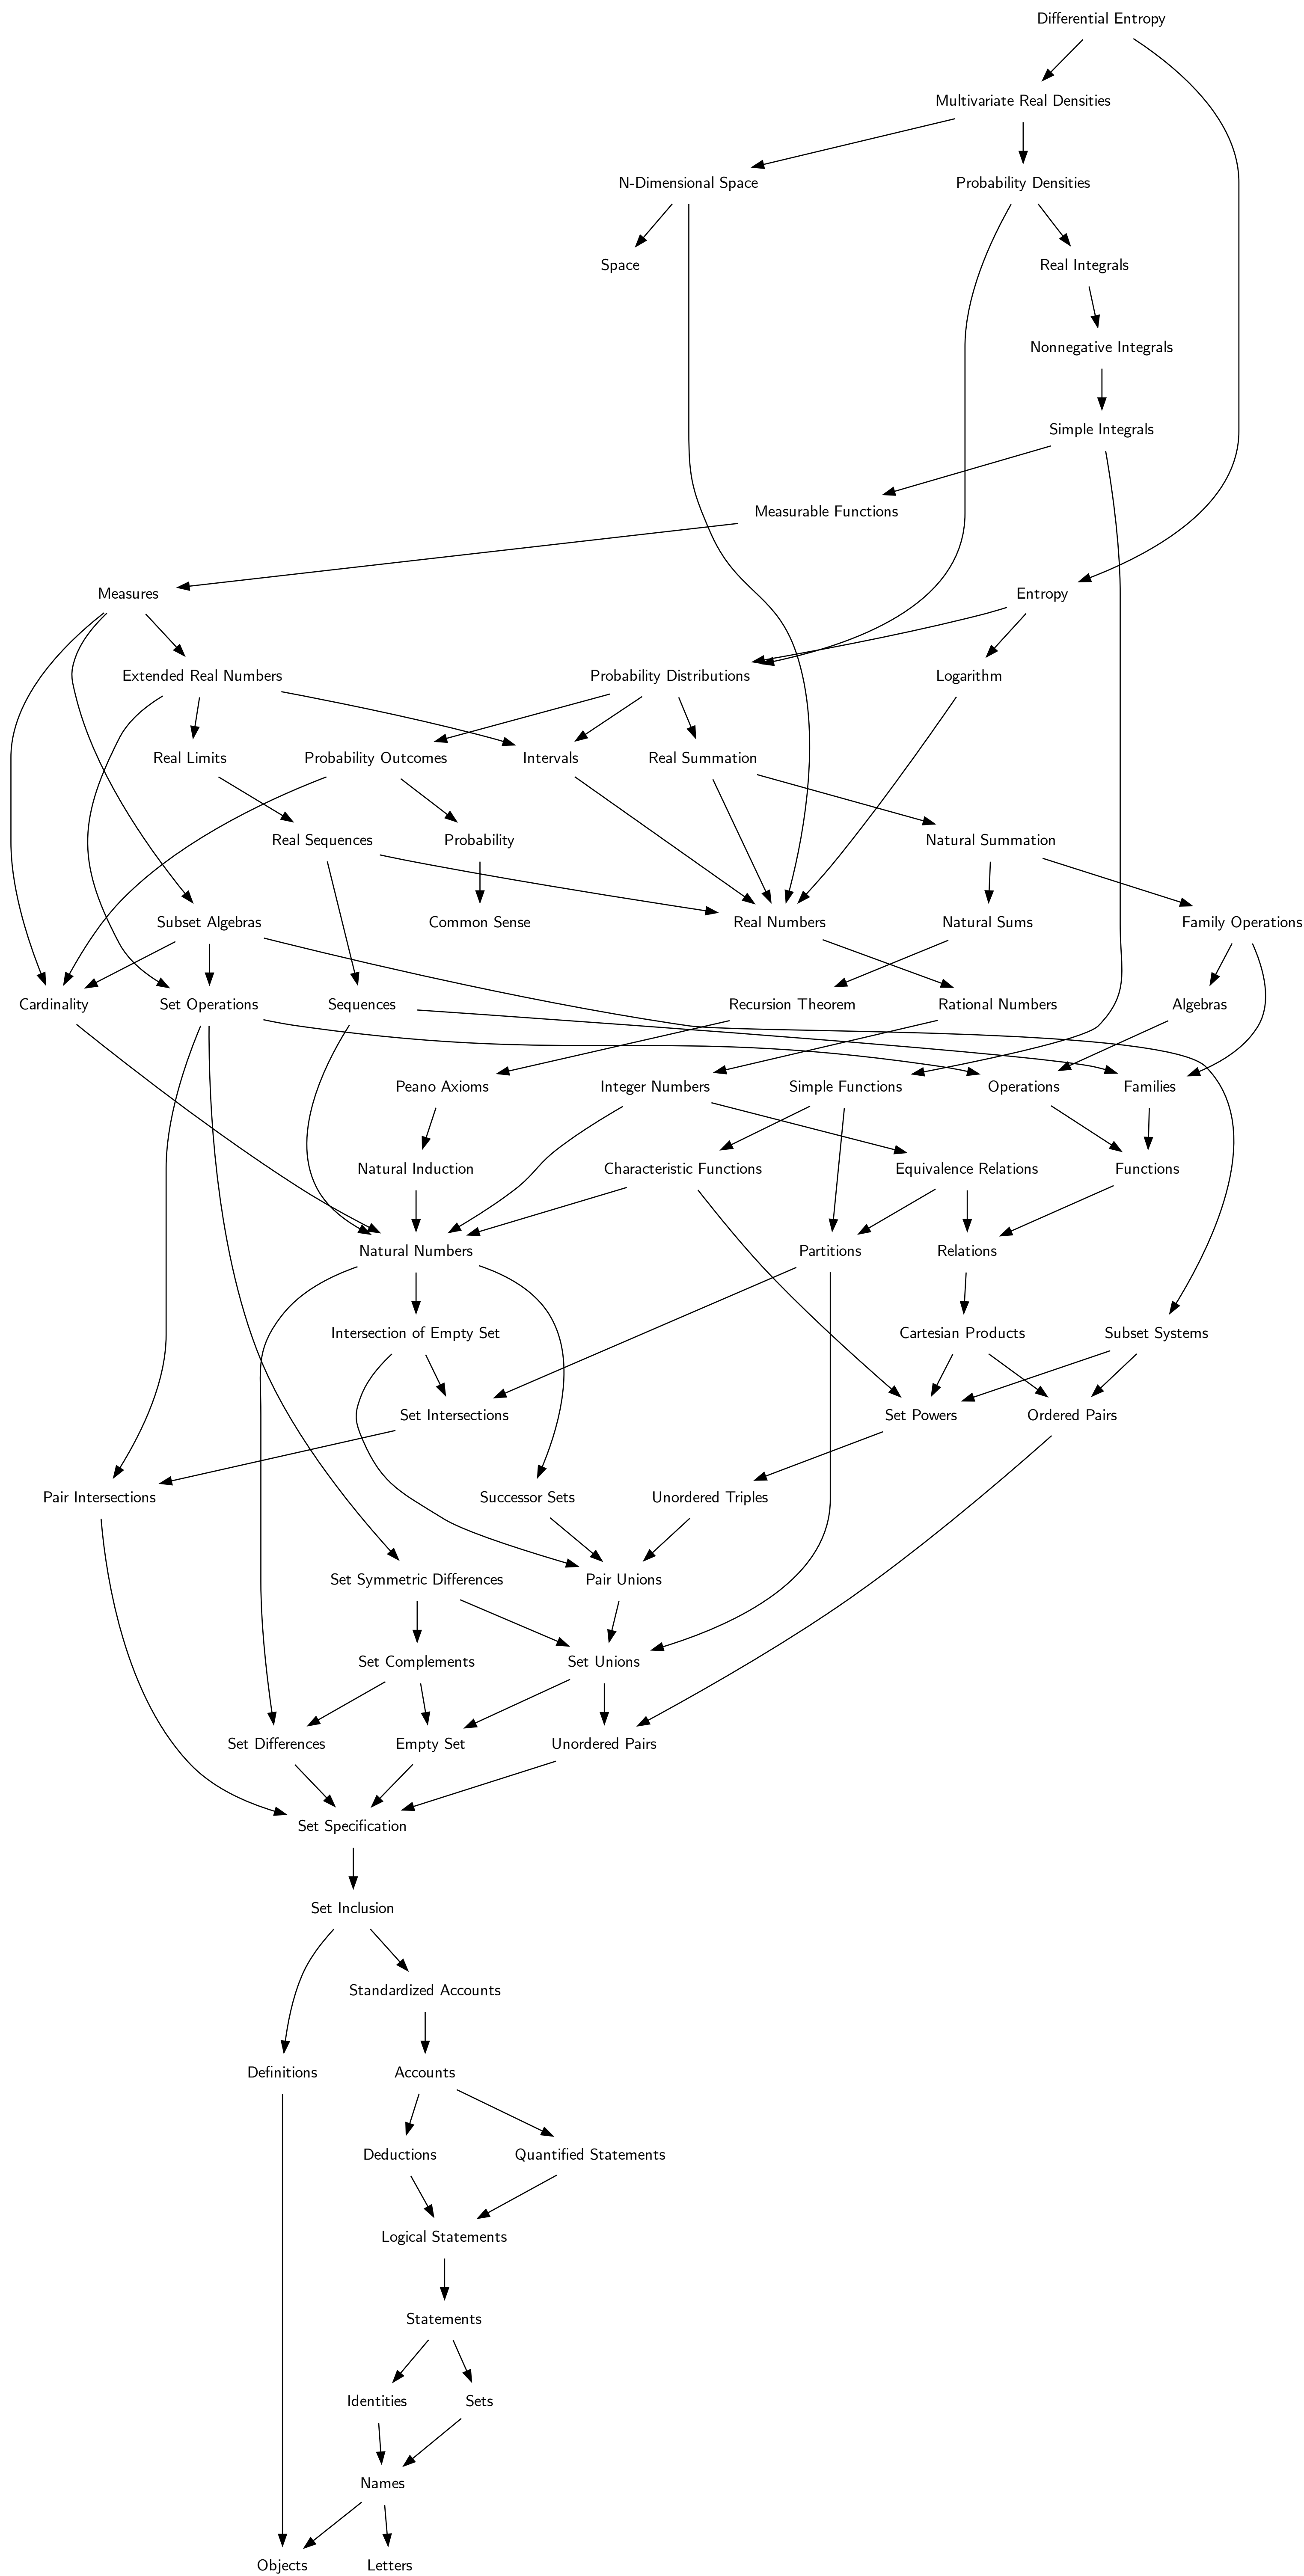 Differential Entropy
Multivariate Real Densities
N-Dimensional Space
Probability Densities
Space
Real Integrals
Nonnegative Integrals
Simple Integrals
Measurable Functions
Measures
Entropy
Extended Real Numbers
Probability Distributions
Logarithm
Real Limits
Probability Outcomes
Intervals
Real Summation
Real Sequences
Probability
Natural Summation
Subset Algebras
Common Sense
Real Numbers
Natural Sums
Family Operations
Cardinality
Set Operations
Sequences
Recursion Theorem
Rational Numbers
Algebras
Peano Axioms
Integer Numbers
Simple Functions
Operations
Families
Natural Induction
Characteristic Functions
Equivalence Relations
Functions
Natural Numbers
Partitions
Relations
Intersection of Empty Set
Cartesian Products
Subset Systems
Set Intersections
Set Powers
Ordered Pairs
Pair Intersections
Successor Sets
Unordered Triples
Set Symmetric Differences
Pair Unions
Set Complements
Set Unions
Set Differences
Empty Set
Unordered Pairs
Set Specification
Set Inclusion
Standardized Accounts
Definitions
Accounts
Deductions
Quantified Statements
Logical Statements
Statements
Identities
Sets
Names
Objects
Letters